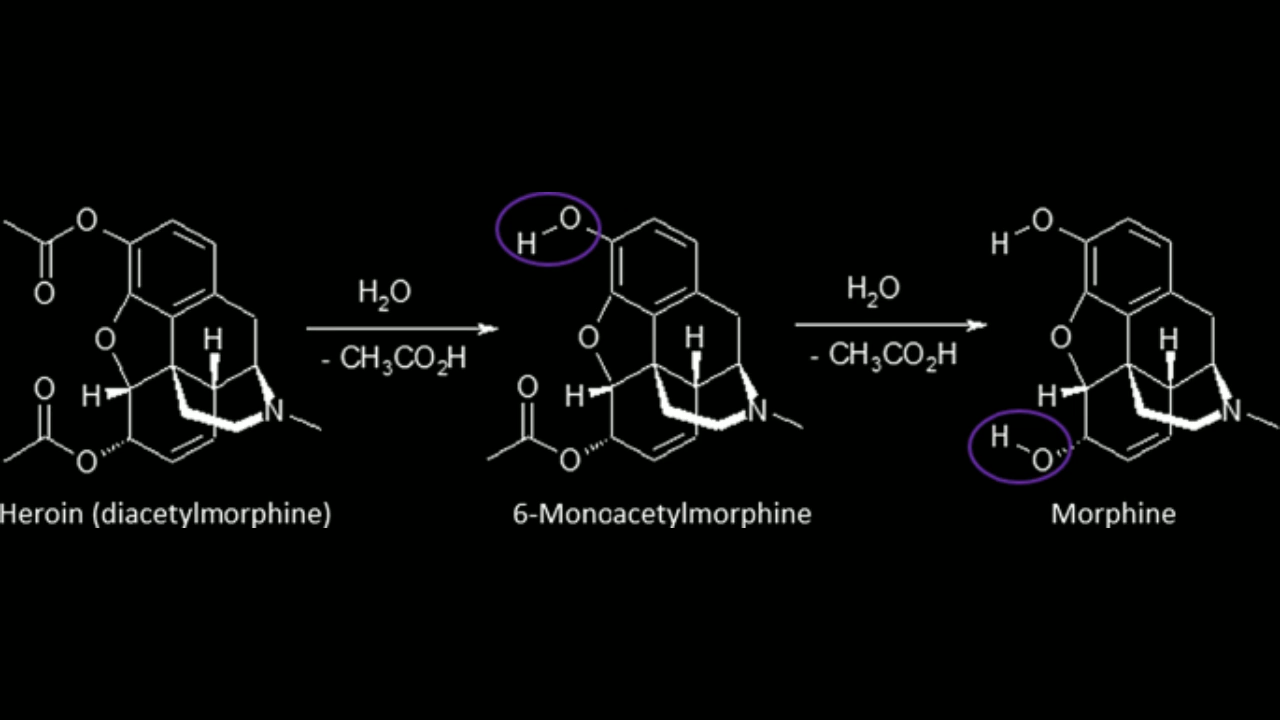 O
O
O
H
H
N
O
O
Heroin (diacetylmorphine)
H₂O
- CH₃CO₂H
O
H
O
H
H
N
O
O
6-Monoacetylmorphine
H₂O
- CH₃CO₂H
O
H
O
H
H
N
H
O
Morphine